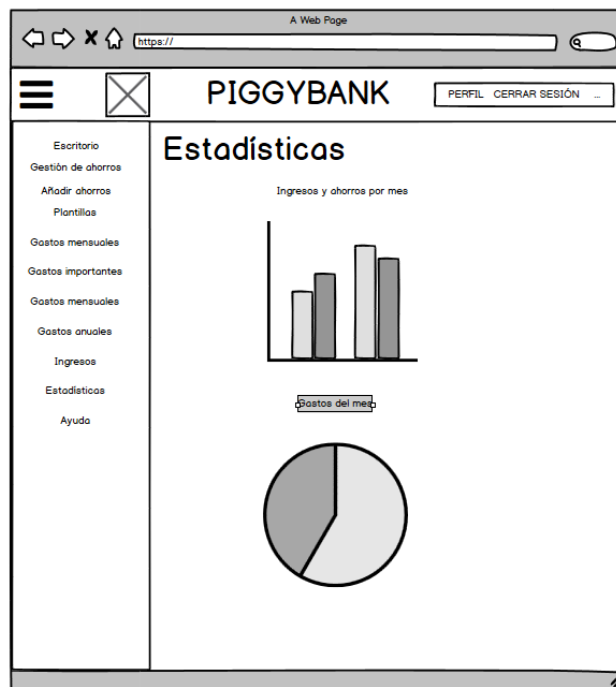 A Web Page
https://
PIGGYBANK
PERFIL CERRAR SESIÓN ...
Escritorio
Gestión de ahorros
Añadir ahorros
Plantillas
Gastos mensuales
Gastos importantes
Gastos mensuales
Gastos anuales
Ingresos
Estadísticas
Ayuda
Estadísticas
Ingresos y ahorros por mes
Gastos del mes